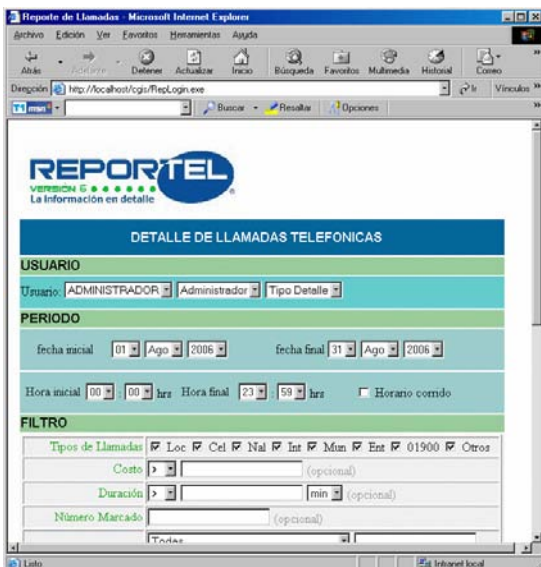 Reporte de Llamadas - Microsoft Internet Explorer
Archivo Edición Ver Favoritos Herramientas Ayuda
Atrás Adelante Detener Actualizar Inicio Búsqueda Favoritos Multimedia Historial Correo
Dirección http://localhost/cgis/RepLogin.exe Ir Vínculos
msn Buscar Resaltar Opciones
REPORTEL
VERSIÓN 6
La Información en detalle
DETALLE DE LLAMADAS TELEFONICAS
USUARIO
Usuario: ADMINISTRADOR Administrador Tipo Detalle
PERIODO
fecha inicial 01 Ago 2006 fecha final 31 Ago 2006
Hora inicial 00 : 00 hrs Hora final 23 : 59 hrs Horario corrido
FILTRO
Tipos de Llamadas Loc Cel Nal Int Mun Ent 01900 Otros
Costo > (opcional)
Duración > min (opcional)
Número Marcado (opcional)
Todas
Listo Intranet local